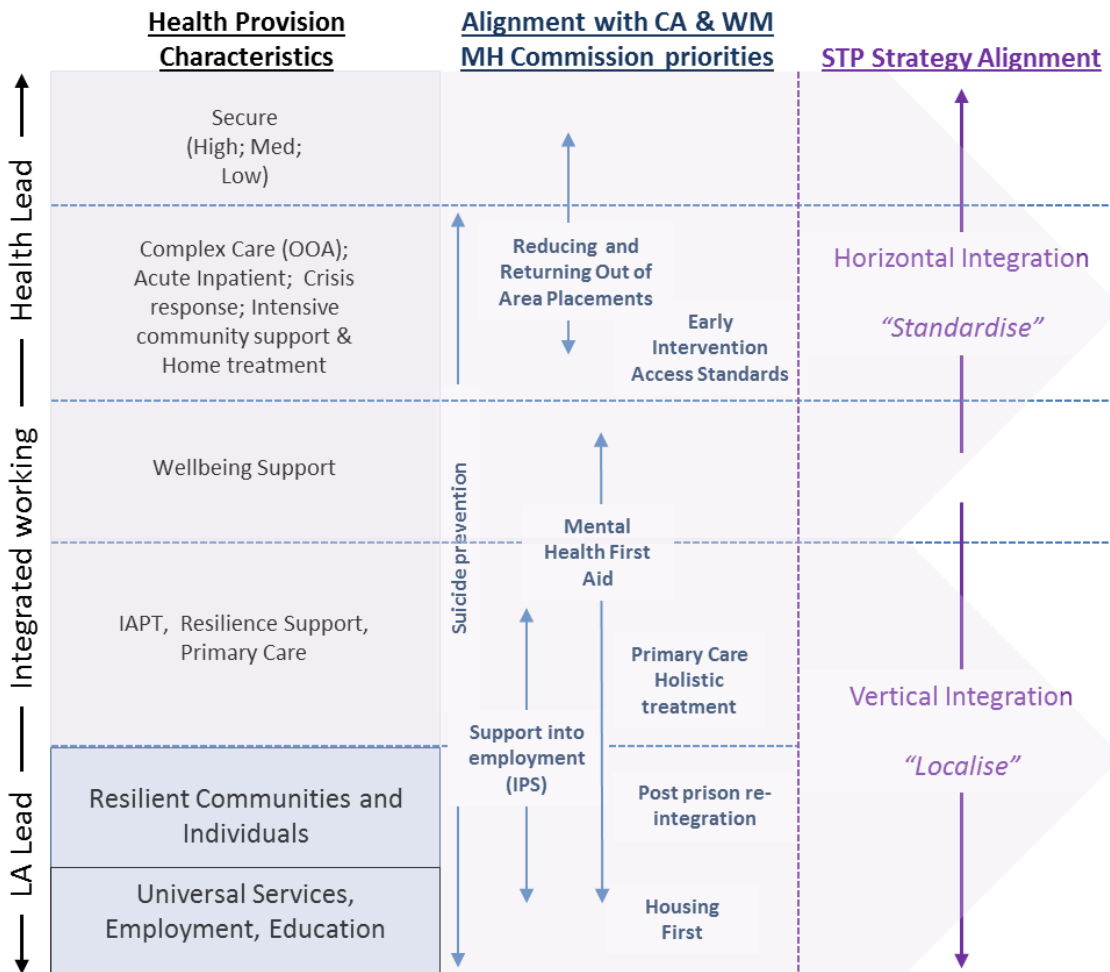 Health Provision
Characteristics
Alignment with CA & WM
MH Commission priorities
STP Strategy Alignment
Health Lead
Integrated working
LA Lead
Secure
(High; Med;
Low)
Complex Care (OOA);
Acute Inpatient; Crisis
response; Intensive
community support &
Home treatment
Wellbeing Support
IAPT, Resilience Support,
Primary Care
Resilient Communities and
Individuals
Universal Services,
Employment, Education
Suicide prevention
Reducing and
Returning Out of
Area Placements
Early
Intervention
Access Standards
Mental
Health First
Aid
Primary Care
Holistic
treatment
Support into
employment
(IPS)
Post prison re-
integration
Housing
First
Horizontal Integration
“Standardise”
Vertical Integration
“Localise”